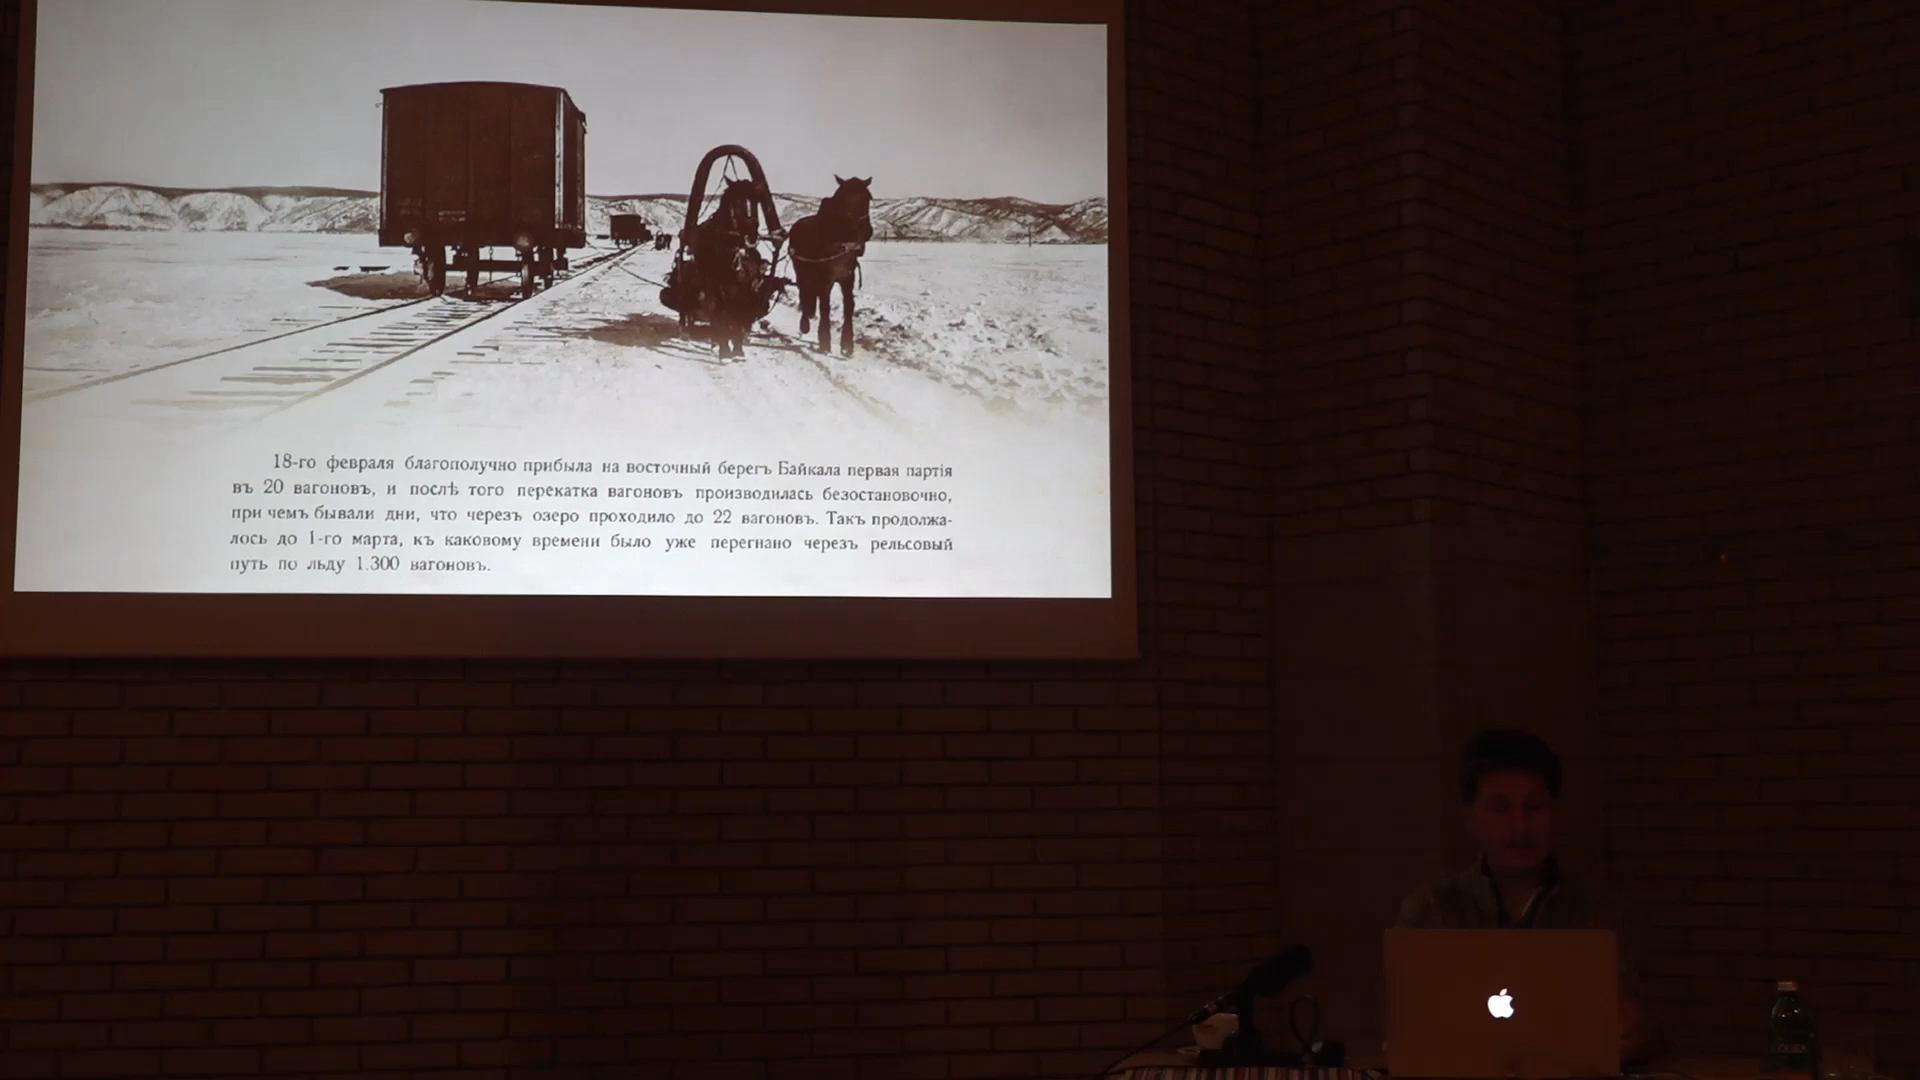 18-го февраля благополучно прибыла на восточный берегъ Байкала первая партія
въ 20 вагоновъ, и послѣ того перекатка вагоновъ производилась безостановочно,
при чемъ бывали дни, что черезъ озеро проходило до 22 вагоновъ. Такъ продолжа-
лось до 1-го марта, къ каковому времени было уже перегнано черезъ рельсовый
путь по льду 1.300 вагоновъ.